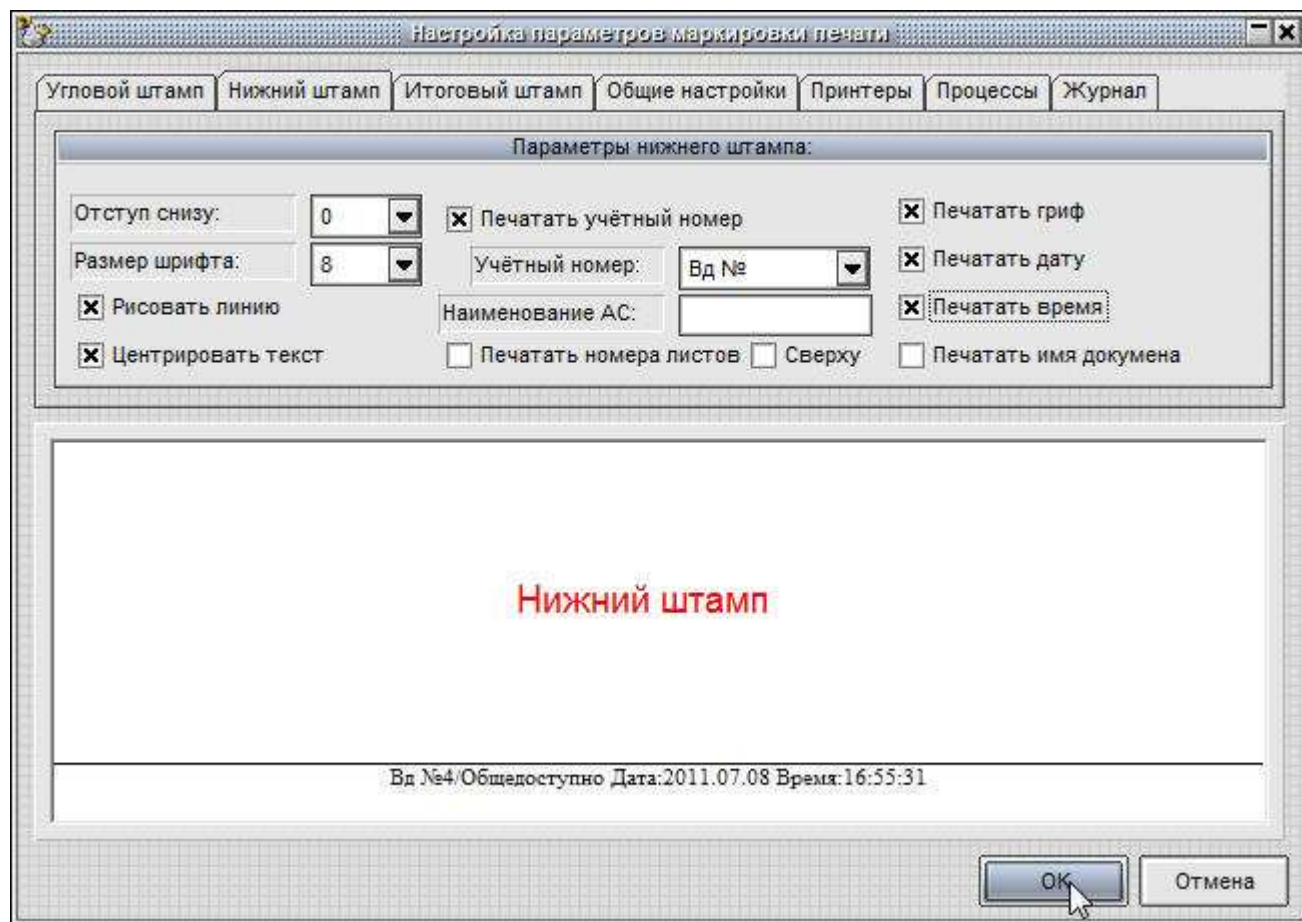 Настройка параметров маркировки печати
Угловой штамп Нижний штамп Итоговый штамп Общие настройки Принтеры Процессы Журнал
Параметры нижнего штампа:
Отступ снизу: 0 Печатать учётный номер Печатать гриф
Размер шрифта: 8 Учётный номер: Вд № Печатать дату
Рисовать линию Наименование АС: Печатать время
Центрировать текст Печатать номера листов Сверху Печатать имя докумена
Нижний штамп
Вд №4/Общедоступно Дата:2011.07.08 Время:16:55:31
OK Отмена